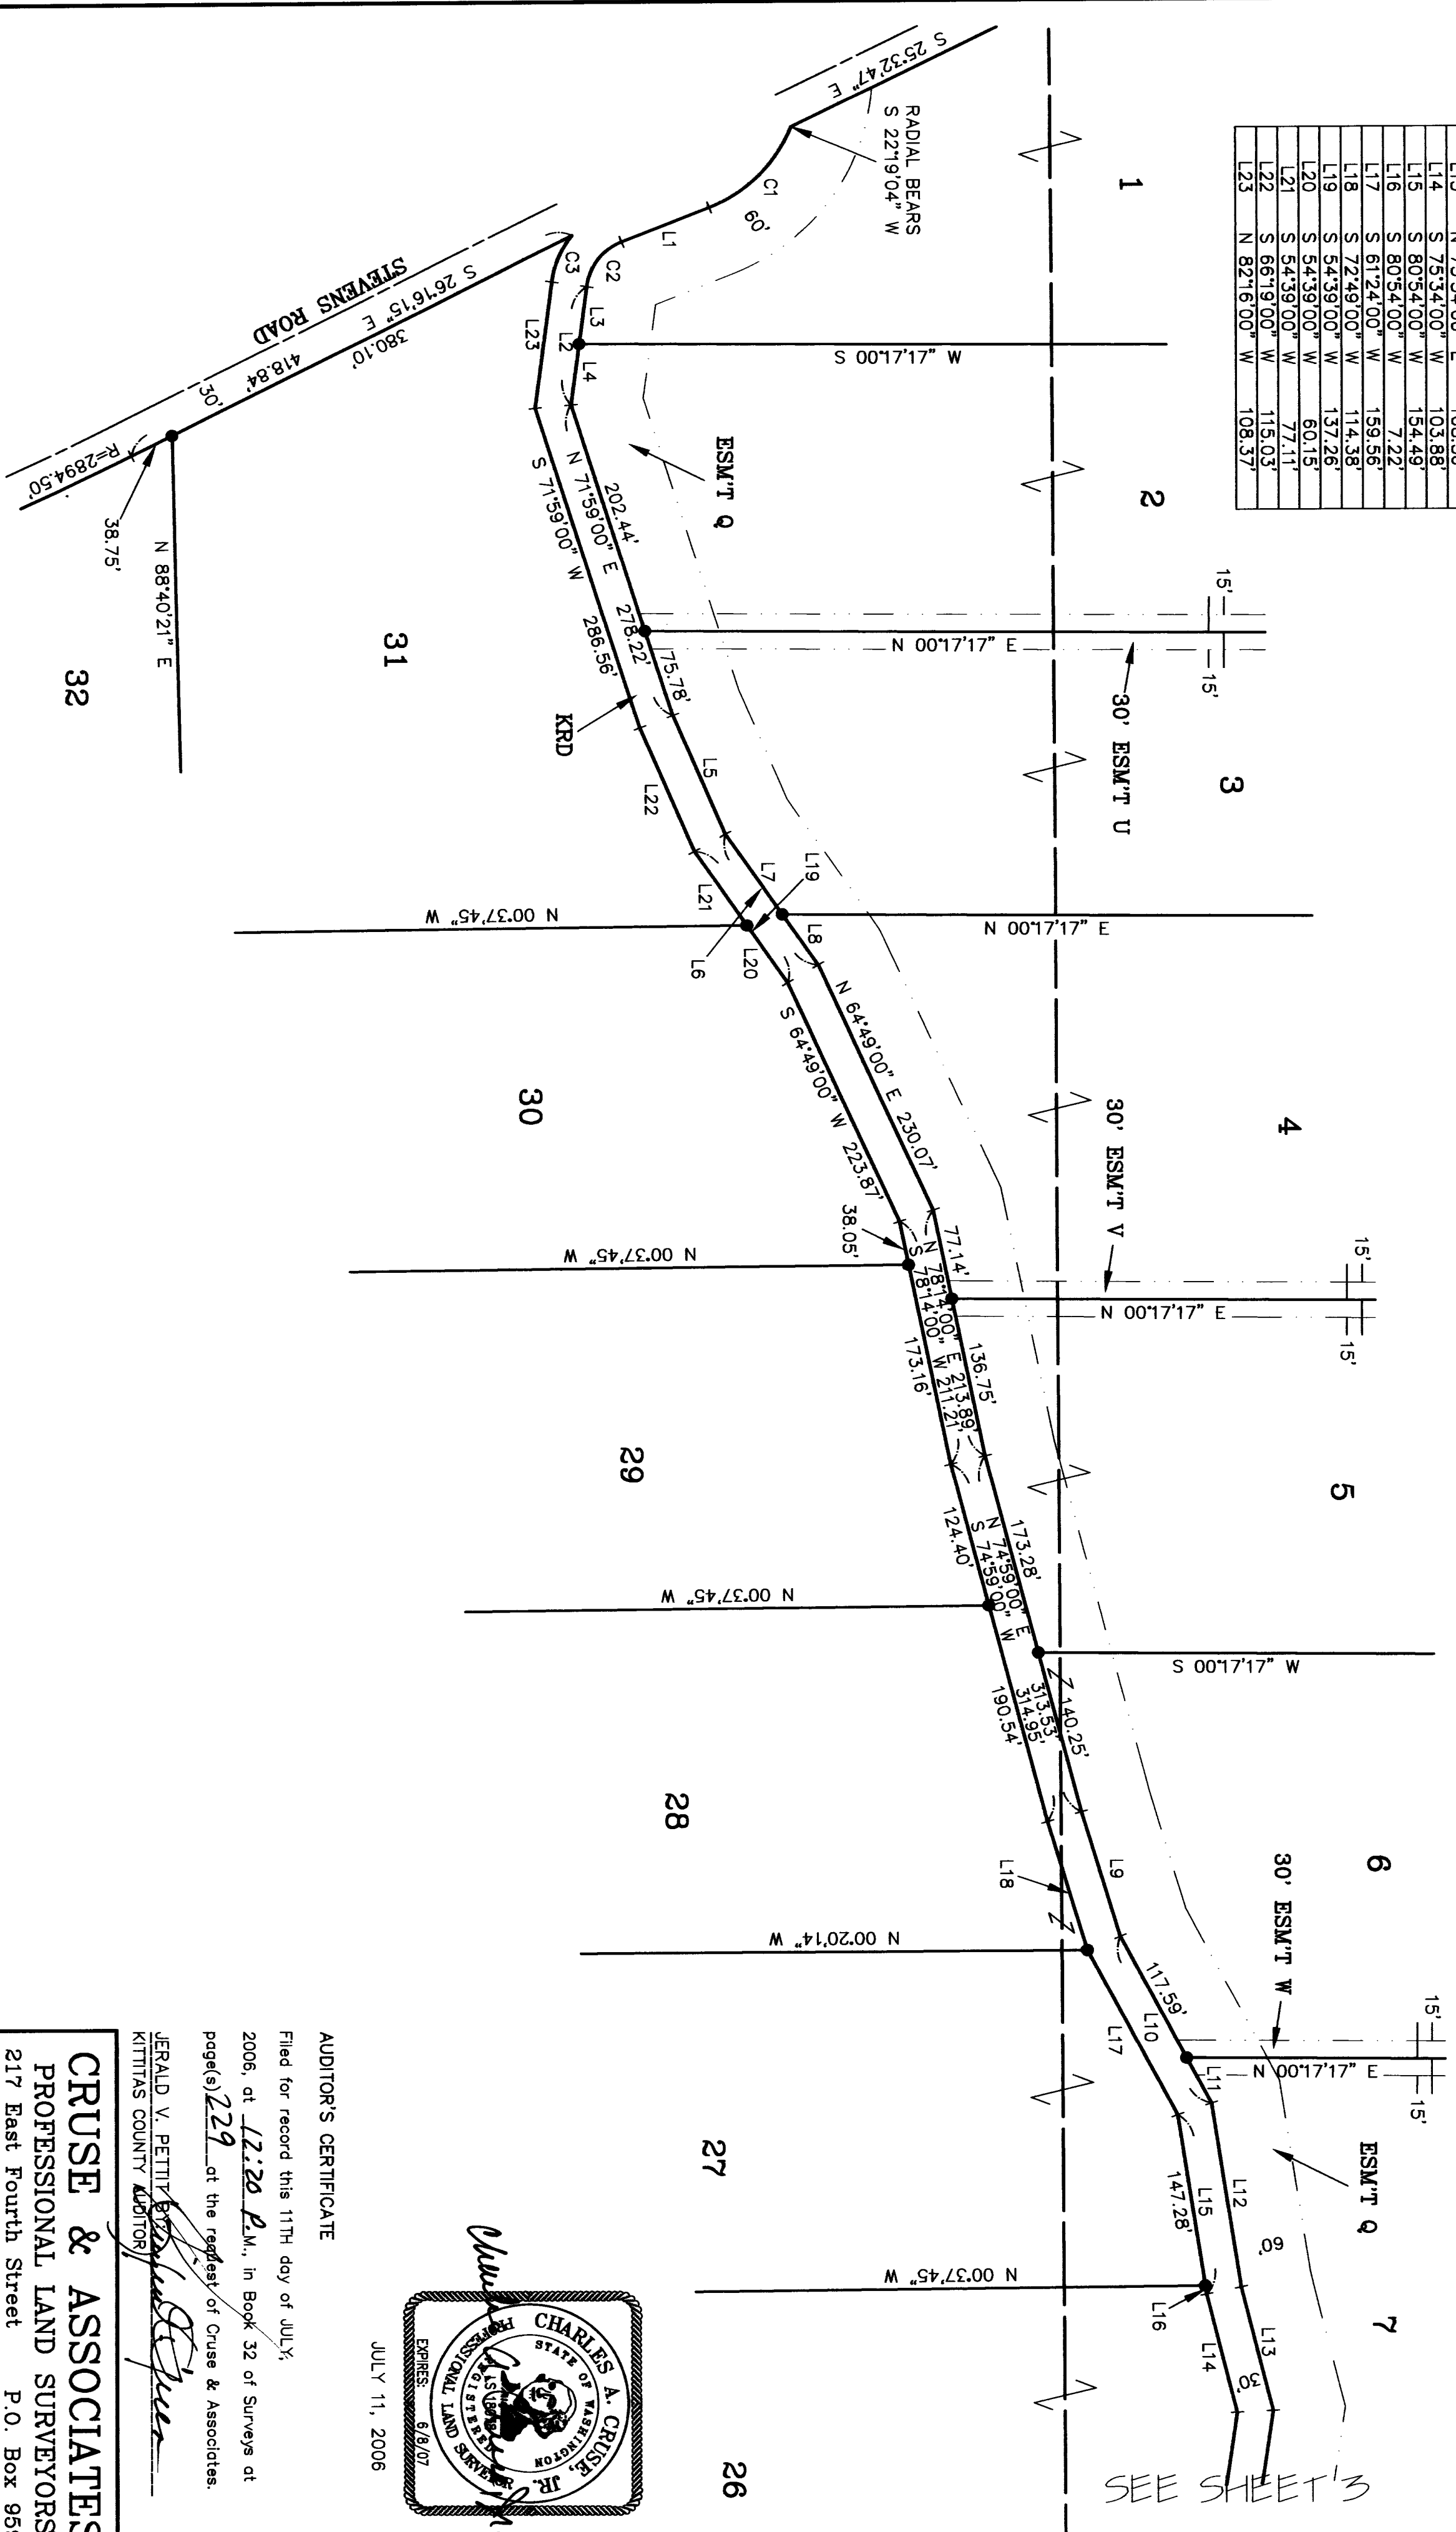 L14 S 75°34'00" W 103.88'
L15 S 80°54'00" W 154.49'
L16 S 80°54'00" W 7.22'
L17 S 61°24'00" W 159.56'
L18 S 72°49'00" W 114.38'
L19 S 54°39'00" W 137.26'
L20 S 54°39'00" W 60.15'
L21 S 54°39'00" W 77.11'
L22 S 66°19'00" W 115.03'
L23 N 82°16'00" W 108.37'
S 25°32'47" E
RADIAL BEARS
S 22°19'04" W
C1
60'
L1
C2
C3
L3
L2
L4
L23
1
2
3
4
5
6
7
S 00°17'17" W
ESM'T Q
STEVENS ROAD
S 26°16'15" E
380.10'
418.84'
30'
R=2894.50'
38.75'
N 88°40'21" E
32
31
202.44'
N 71°59'00" E
278.22'
75.78'
S 71°59'00" W
286.56'
KRD
15'
15'
N 00°17'17" E
30' ESM'T U
L5
L22
L7
L19
L21
L6
L20
L8
N 00°17'17" E
N 00°37'45" W
N 64°49'00" E 230.07'
S 64°49'00" W 223.87'
30
30' ESM'T V
15'
15'
N 00°17'17" E
77.14'
38.05'
N 78°14'00" E 213.89'
S 78°14'00" W 211.21'
136.75'
173.16'
N 00°37'45" W
29
173.28'
N 74°59'00" E
S 74°59'00" W
124.40'
N 00°37'45" W
S 00°17'17" W
140.25'
313.53'
314.95'
190.54'
28
L9
L18
N 00°20'14" W
117.59'
L10
L17
30' ESM'T W
15'
15'
N 00°17'17" E
L11
L12
L15
147.28'
ESM'T Q
60'
27
N 00°37'45" W
L16
L13
L14
30'
26
SEE SHEET 3
AUDITOR'S CERTIFICATE
Filed for record this 11TH day of JULY,
2006, at 12:20 P.M., in Book 32 of Surveys at
page(s) 229 at the request of Cruse & Associates.
JERALD V. PETTIT BY:
KITTITAS COUNTY AUDITOR
CHARLES A. CRUSE, JR.
STATE OF WASHINGTON
REGISTERED
PROFESSIONAL LAND SURVEYOR
EXPIRES: 6/8/07
JULY 11, 2006
CRUSE & ASSOCIATES
PROFESSIONAL LAND SURVEYORS
217 East Fourth Street P.O. Box